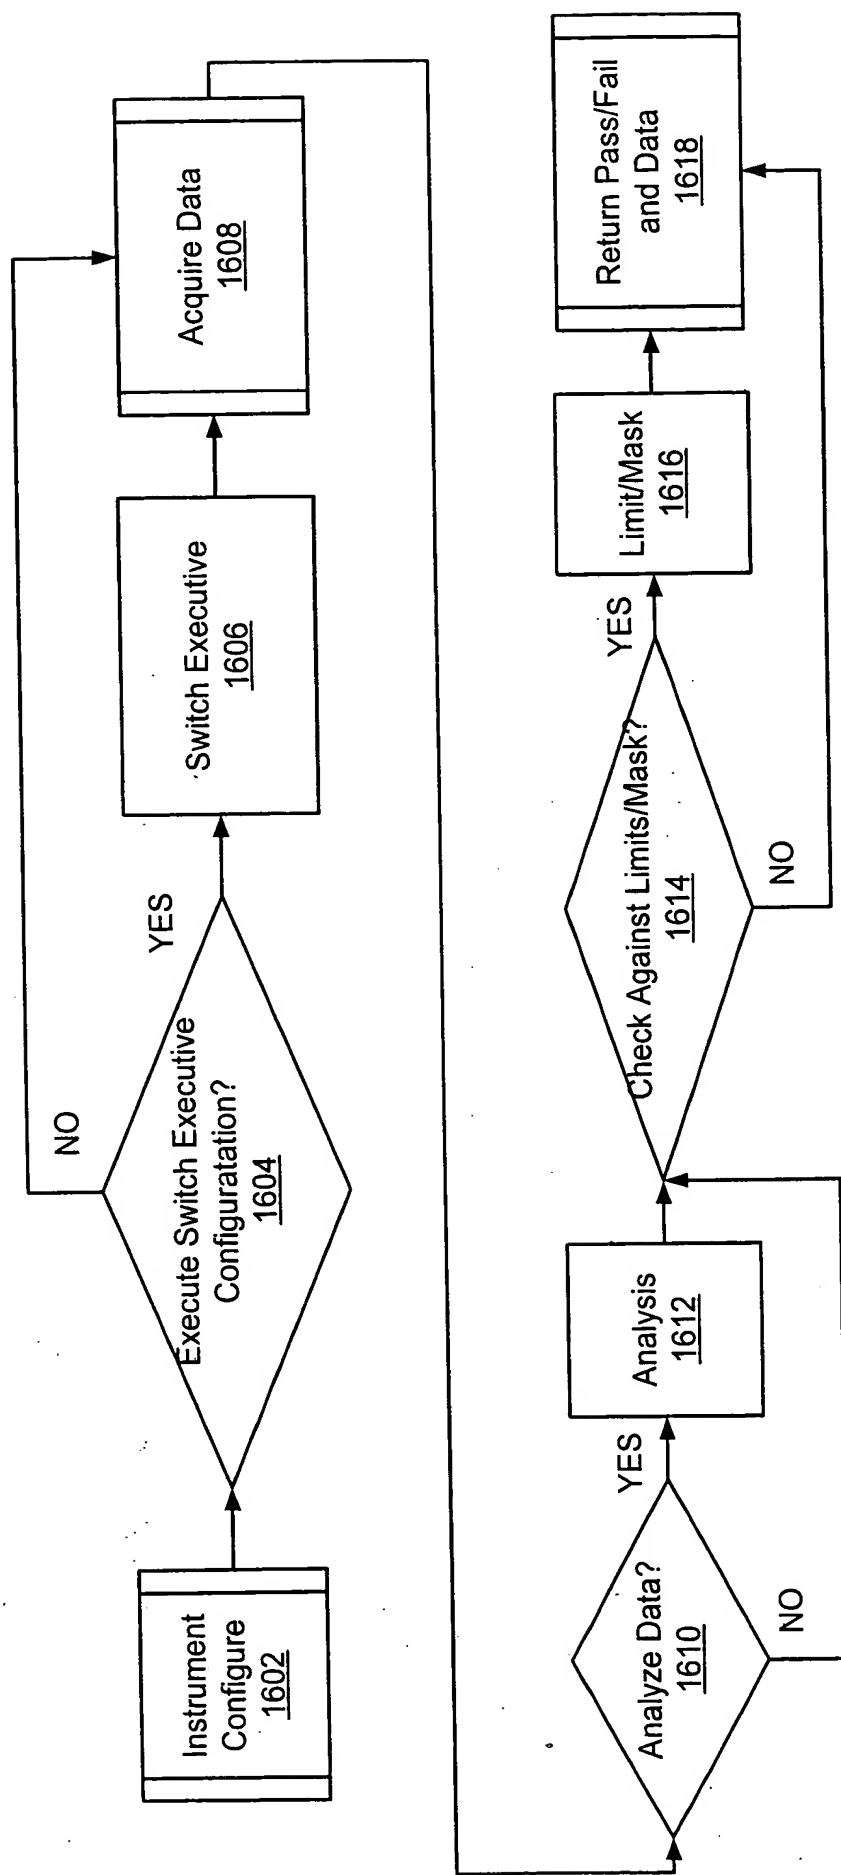 Instrument
Configure
1602
Execute Switch Executive
Configuratation?
1604
NO
YES
Switch Executive
1606
Acquire Data
1608
Analyze Data?
1610
YES
NO
Analysis
1612
Check Against Limits/Mask?
1614
YES
NO
Limit/Mask
1616
Return Pass/Fail
and Data
1618